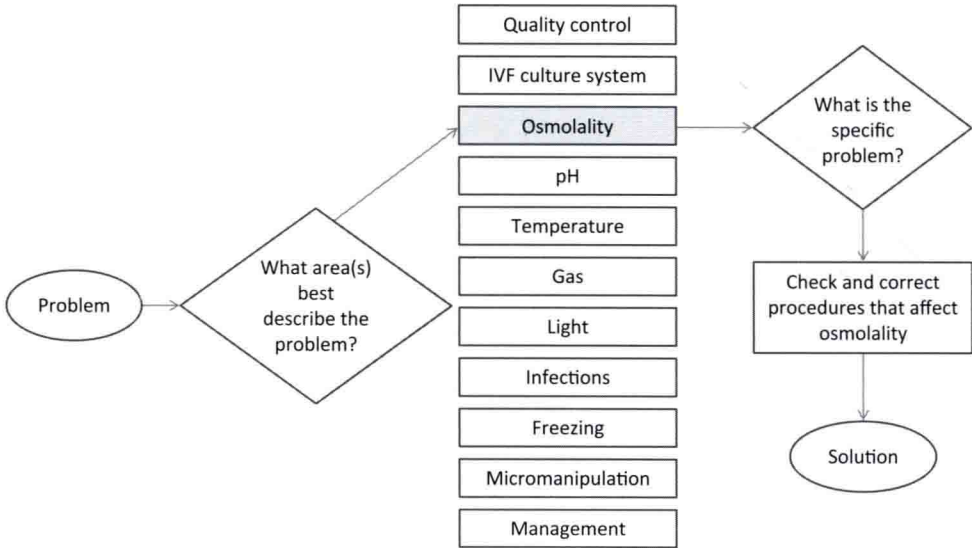 Problem
What area(s)
best
describe the
problem?
Quality control
IVF culture system
Osmolality
pH
Temperature
Gas
Light
Infections
Freezing
Micromanipulation
Management
What is the
specific
problem?
Check and correct
procedures that affect
osmolality
Solution